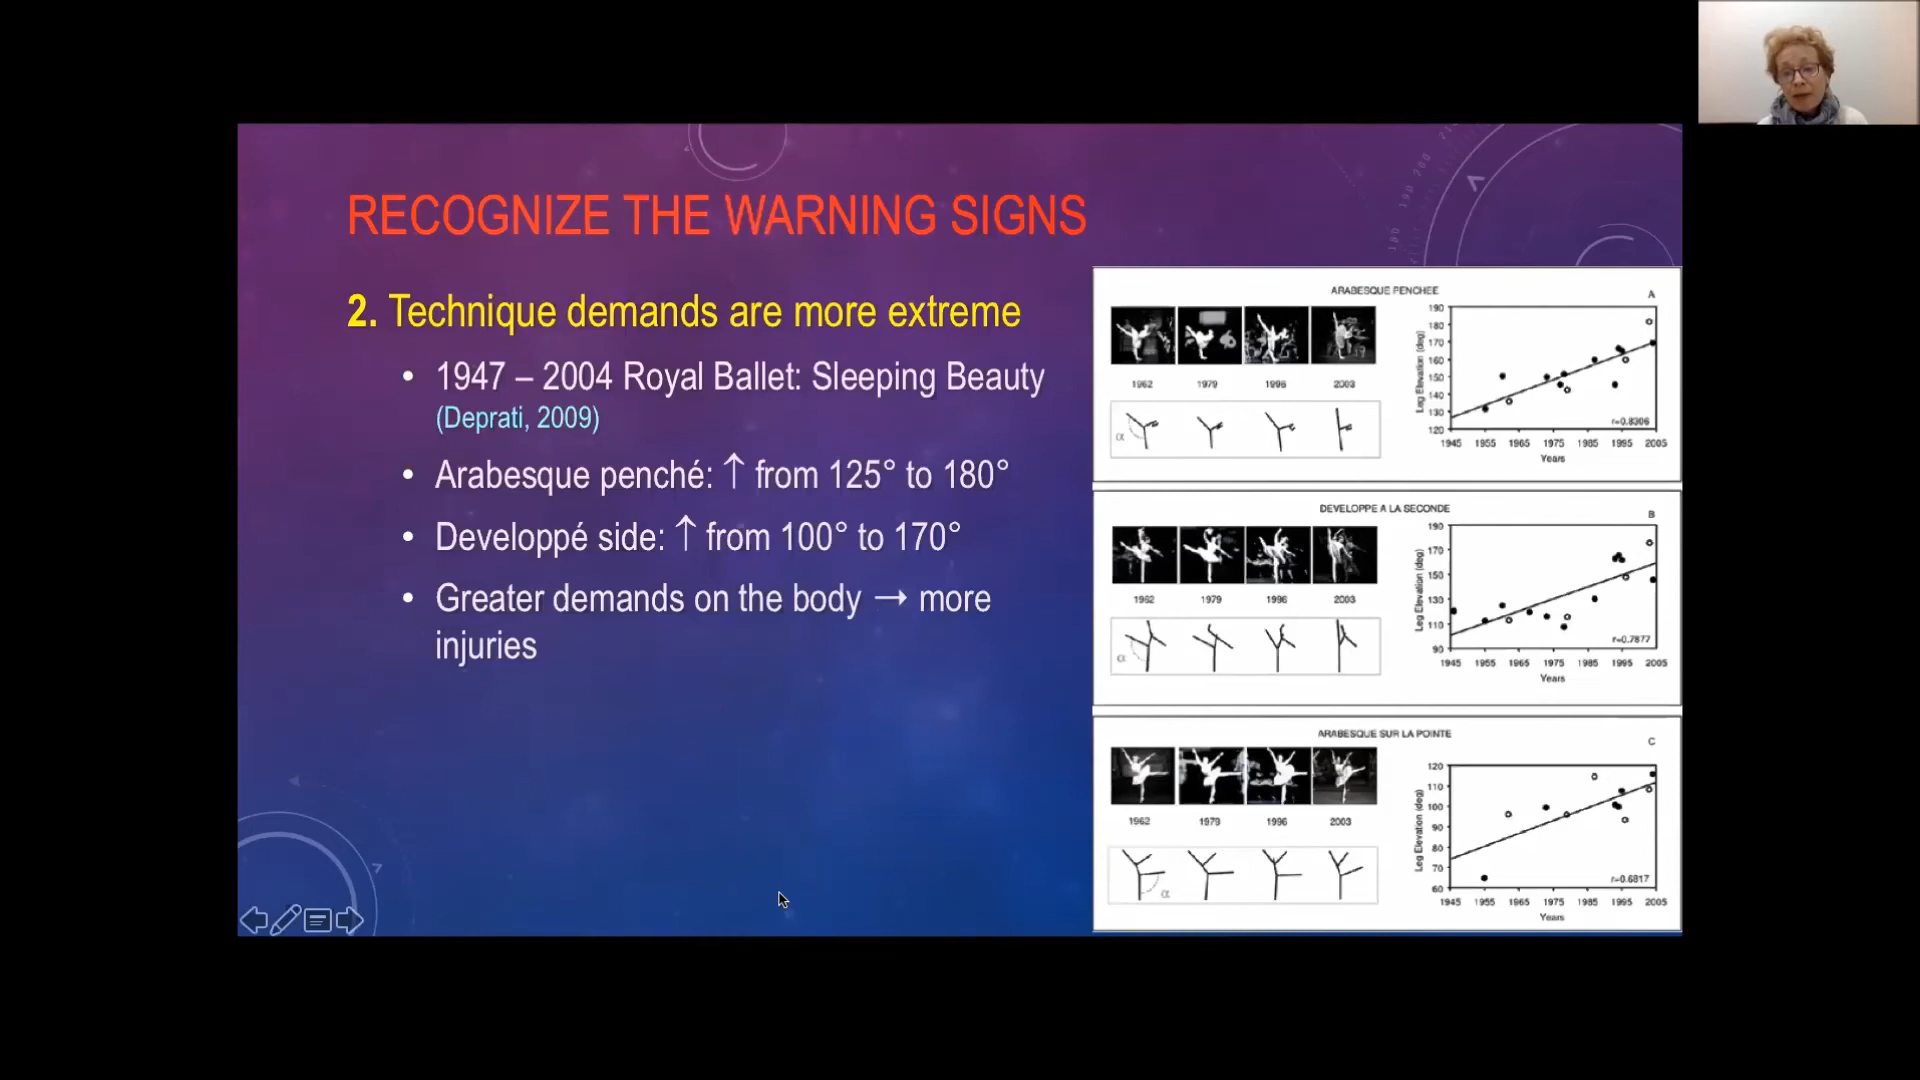 RECOGNIZE THE WARNING SIGNS
2. Technique demands are more extreme
• 1947 – 2004 Royal Ballet: Sleeping Beauty
(Deprati, 2009)
• Arabesque penché: ↑ from 125° to 180°
• Developpé side: ↑ from 100° to 170°
• Greater demands on the body → more
injuries
ARABESQUE PENCHEE
A
1962 1979 1996 2003
α
Leg Elevation (deg)
190
180
170
160
150
140
130
120
r=0.8306
1945 1955 1965 1975 1985 1995 2005
Years
DEVELOPPE A LA SECONDE
B
1962 1979 1996 2003
α
Leg Elevation (deg)
190
170
150
130
110
90
r=0.7877
1945 1955 1965 1975 1985 1995 2005
Years
ARABESQUE SUR LA POINTE
C
1962 1979 1996 2003
α
Leg Elevation (deg)
120
110
100
90
80
70
60
r=0.6817
1945 1955 1965 1975 1985 1995 2005
Years